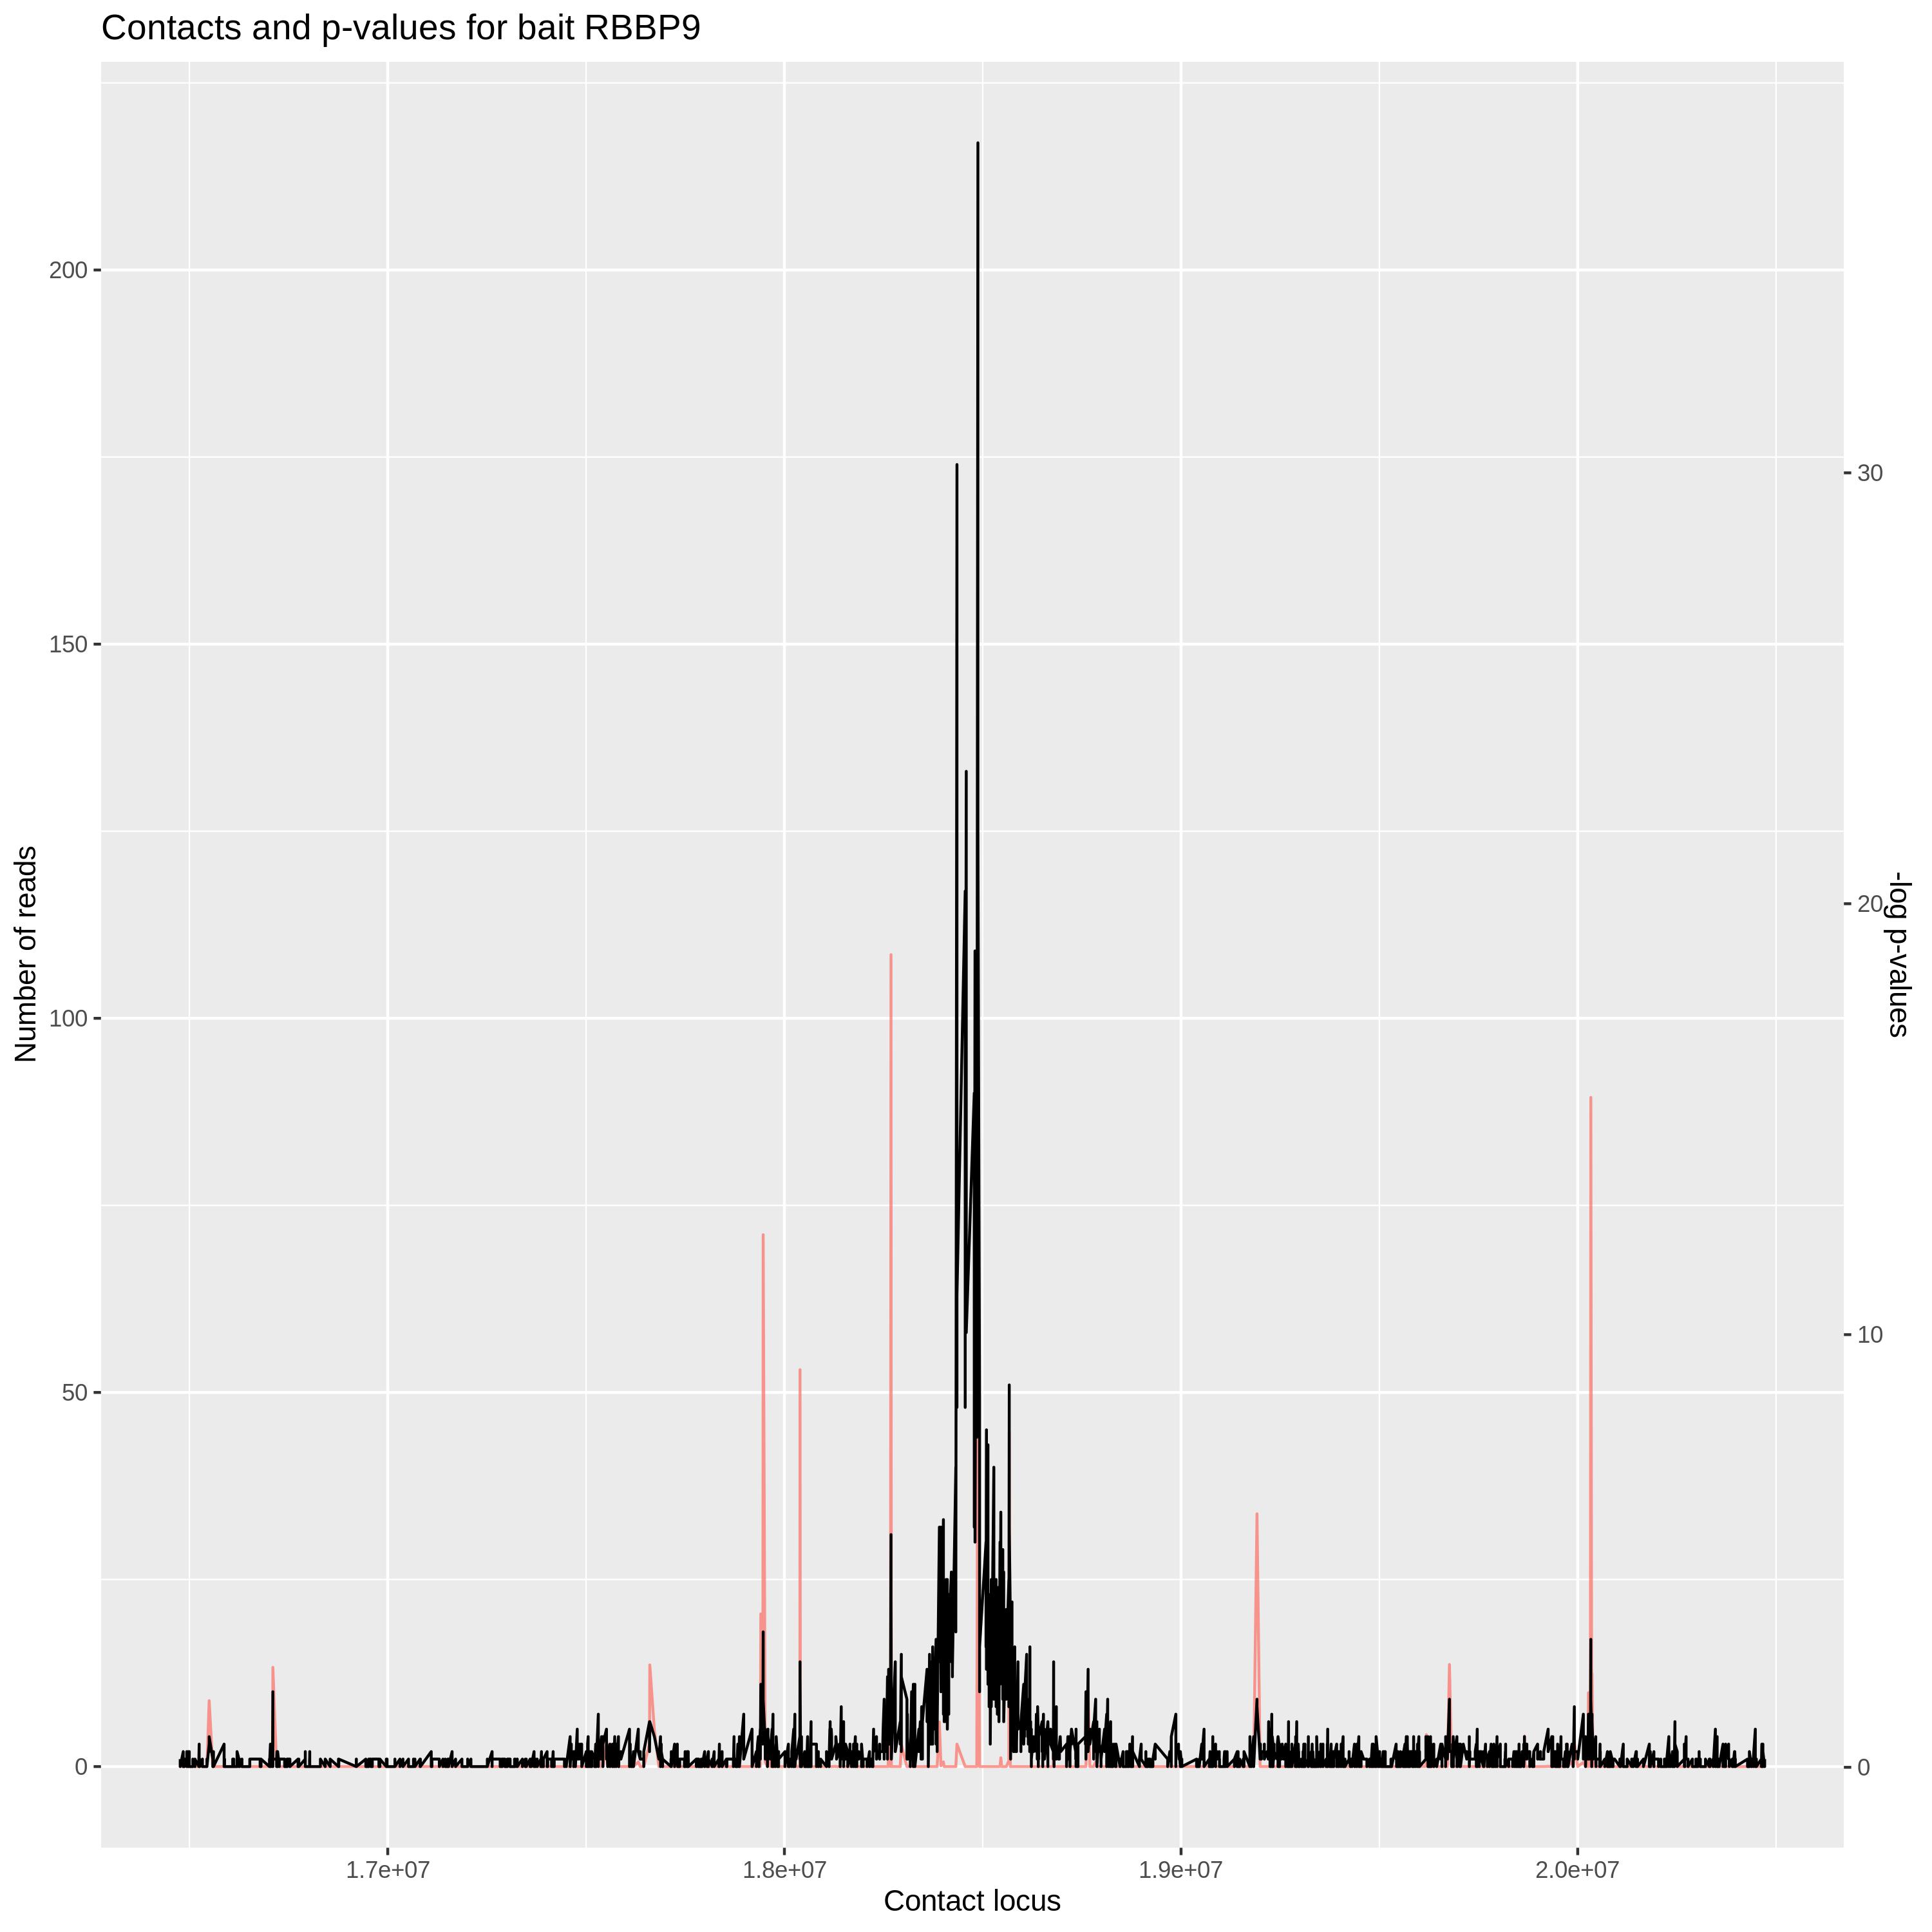 Contacts and p-values for bait RBBP9
Number of reads
200
150
100
50
0
30
20
10
0
-log p-values
1.7e+07
1.8e+07
1.9e+07
2.0e+07
Contact locus